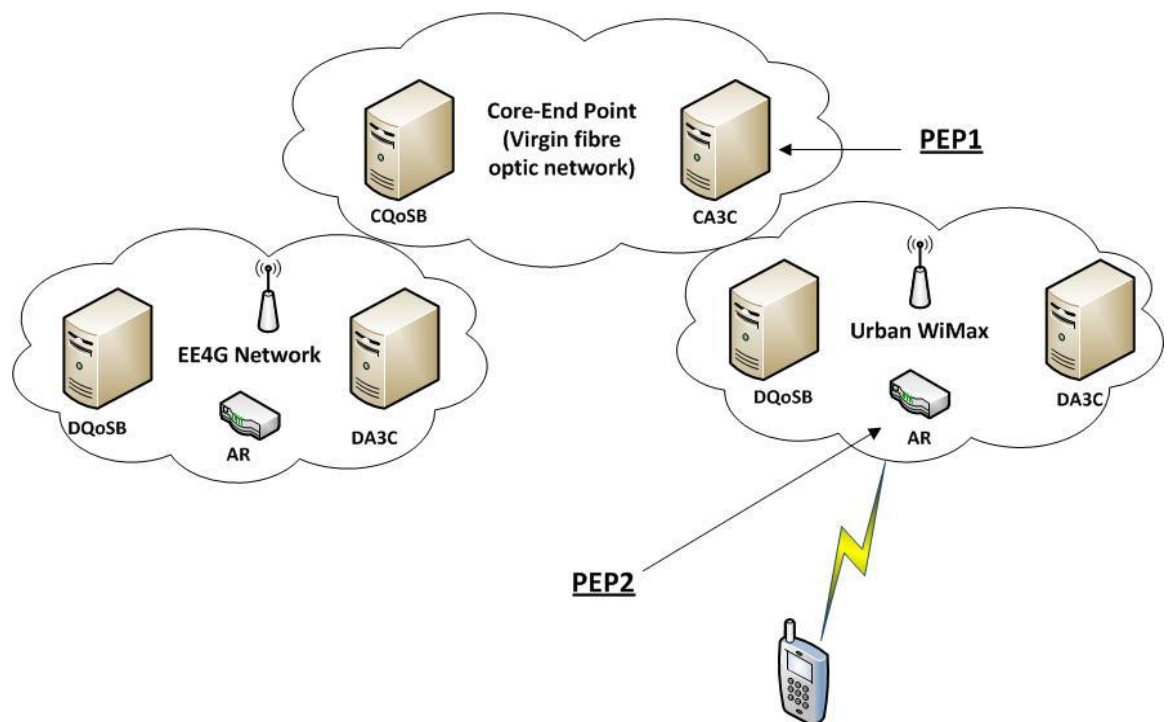 Core-End Point
(Virgin fibre
optic network)
CQoSB
CA3C
PEP1
EE4G Network
DQoSB
AR
DA3C
Urban WiMax
DQoSB
AR
DA3C
PEP2